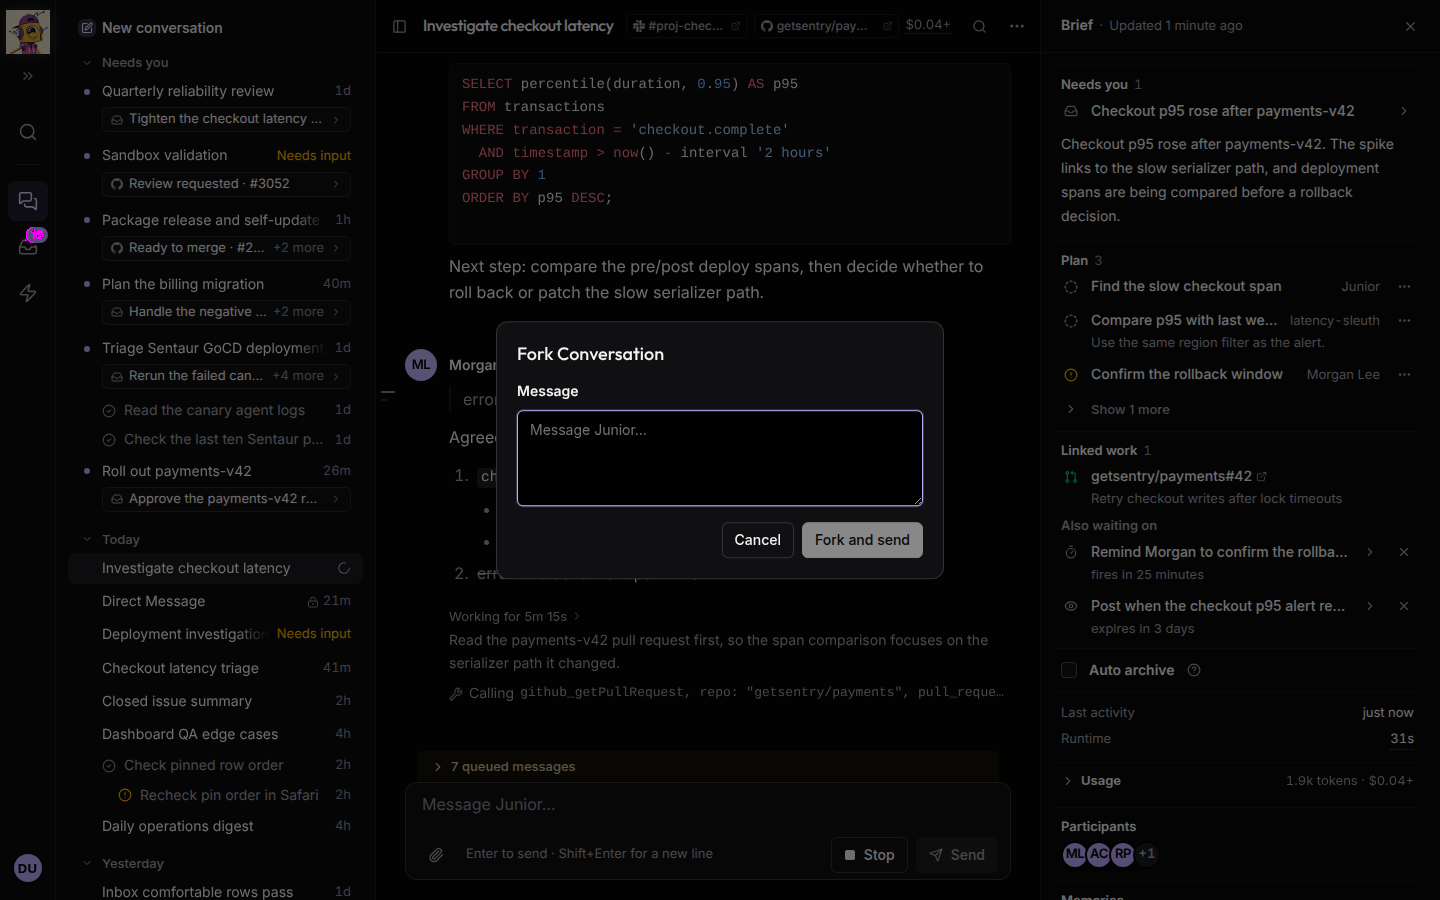 New conversation
Needs you
Quarterly reliability review 1d
Tighten the checkout latency ...
Sandbox validation Needs input
Review requested · #3052
Package release and self-update 1h
Ready to merge · #2... +2 more
Plan the billing migration 40m
Handle the negative ... +2 more
Triage Sentaur GoCD deployment 1d
Rerun the failed can... +4 more
Read the canary agent logs 1d
Check the last ten Sentaur p... 1d
Roll out payments-v42 26m
Approve the payments-v42 r...
Today
Investigate checkout latency
Direct Message 21m
Deployment investigation Needs input
Checkout latency triage 41m
Closed issue summary 2h
Dashboard QA edge cases 4h
Check pinned row order 2h
Recheck pin order in Safari 2h
Daily operations digest 4h
Yesterday
Inbox comfortable rows pass 1d
DU
Investigate checkout latency #proj-chec... getsentry/pay... $0.04+
SELECT percentile(duration, 0.95) AS p95
FROM transactions
WHERE transaction = 'checkout.complete'
AND timestamp > now() - interval '2 hours'
GROUP BY 1
ORDER BY p95 DESC;
Next step: compare the pre/post deploy spans, then decide whether to
roll back or patch the slow serializer path.
ML Morgan
error
Agreed
1. ch
2.
Fork Conversation
Message
Message Junior...
Cancel Fork and send
Working for 5m 15s
Read the payments-v42 pull request first, so the span comparison focuses on the
serializer path it changed.
Calling github_getPullRequest, repo: "getsentry/payments", pull_reque…
7 queued messages
Message Junior...
Enter to send · Shift+Enter for a new line
Stop Send
Brief · Updated 1 minute ago
Needs you 1
Checkout p95 rose after payments-v42
Checkout p95 rose after payments-v42. The spike
links to the slow serializer path, and deployment
spans are being compared before a rollback
decision.
Plan 3
Find the slow checkout span Junior
Compare p95 with last we... latency-sleuth
Use the same region filter as the alert.
Confirm the rollback window Morgan Lee
Show 1 more
Linked work 1
getsentry/payments#42
Retry checkout writes after lock timeouts
Also waiting on
Remind Morgan to confirm the rollba...
fires in 25 minutes
Post when the checkout p95 alert re...
expires in 3 days
Auto archive
Last activity just now
Runtime 31s
Usage 1.9k tokens · $0.04+
Participants
ML AC RP +1
Memories